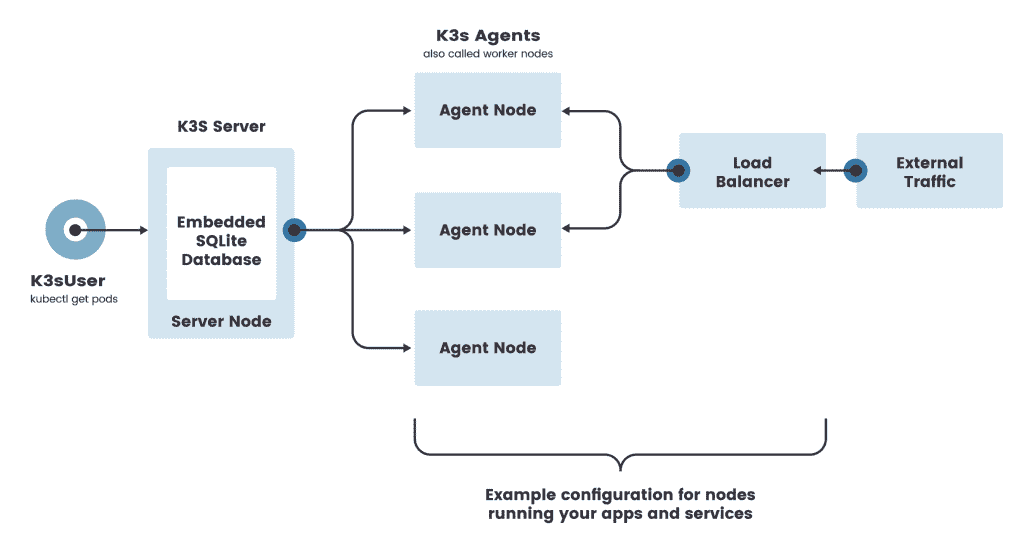 K3s Agents
also called worker nodes
Agent Node
K3S Server
Load
Balancer
External
Traffic
Embedded
SQLite
Database
Agent Node
K3sUser
kubectl get pods
Server Node
Agent Node
Example configuration for nodes
running your apps and services